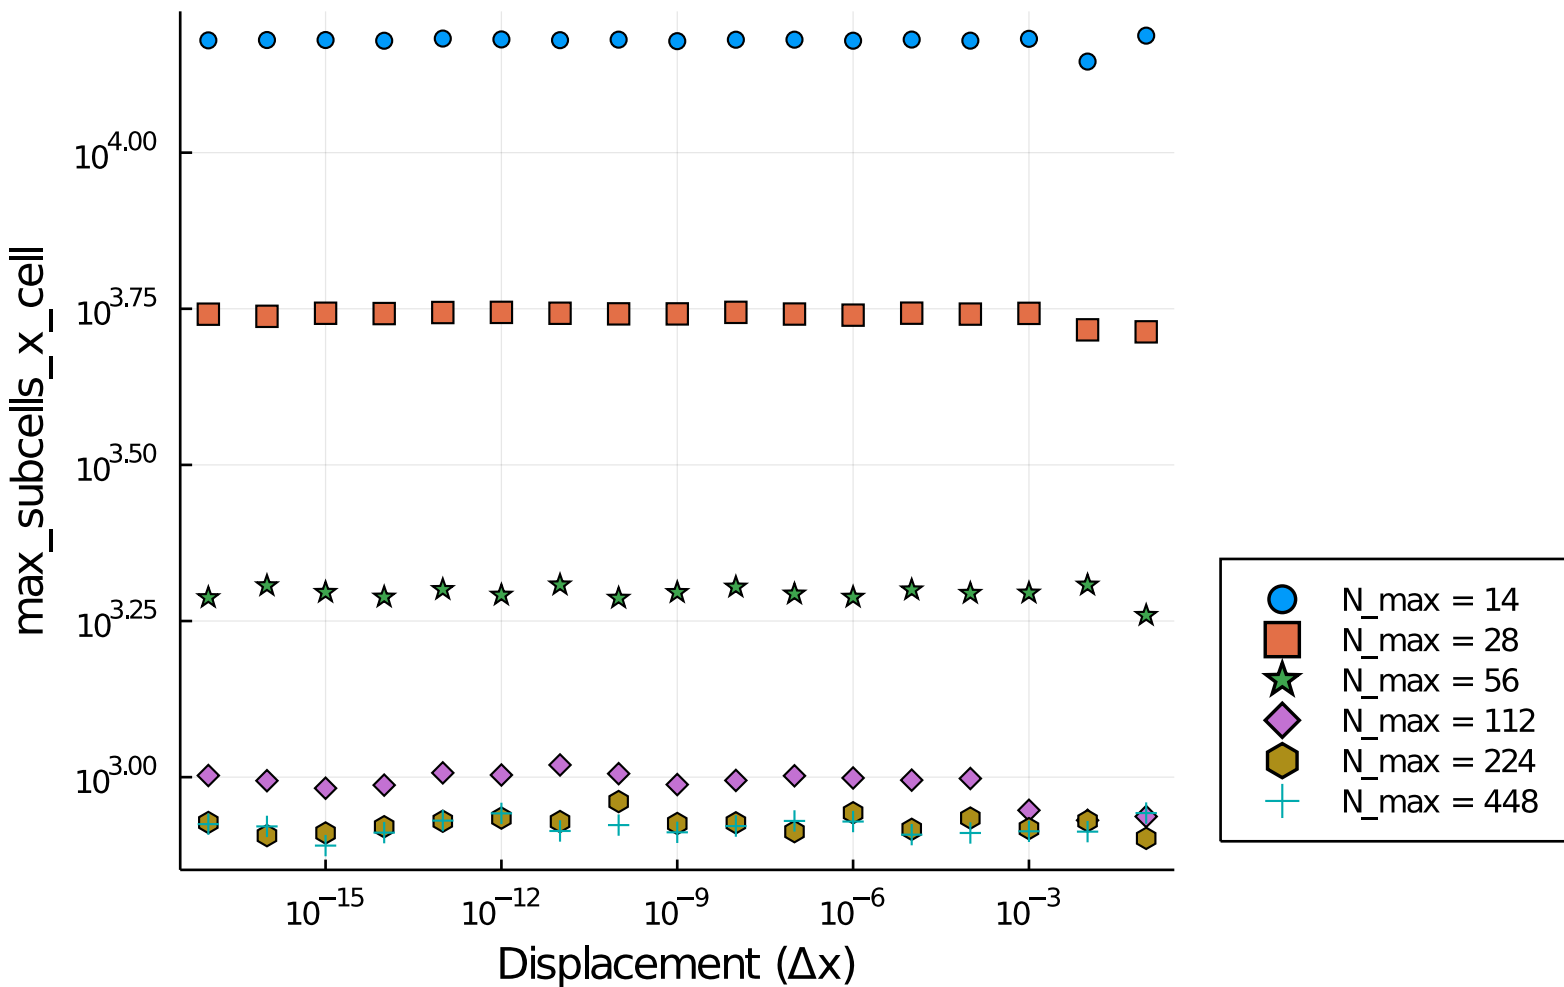 max_subcells_x_cell
10^4.00
10^3.75
10^3.50
10^3.25
10^3.00
10^−15
10^−12
10^−9
10^−6
10^−3
Displacement (Δx)
N_max = 14
N_max = 28
N_max = 56
N_max = 112
N_max = 224
N_max = 448